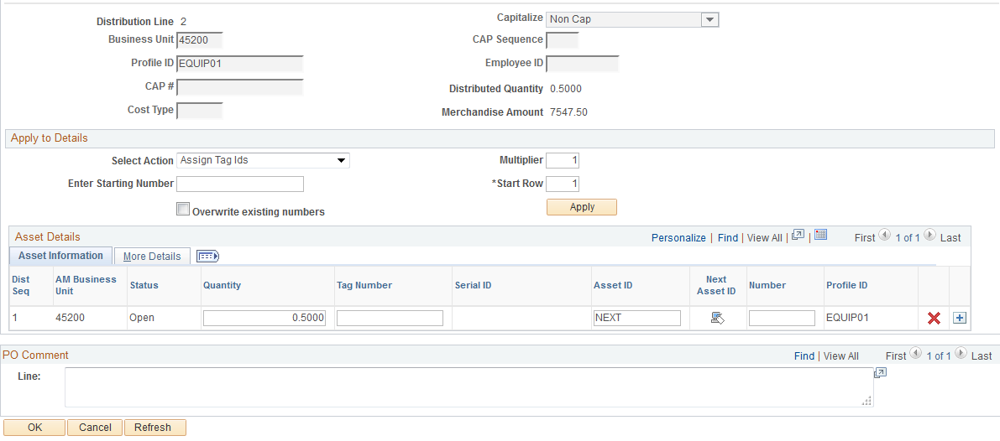 Distribution Line 2
Capitalize Non Cap
Business Unit 45200
CAP Sequence
Profile ID EQUIP01
Employee ID
CAP #
Distributed Quantity 0.5000
Cost Type
Merchandise Amount 7547.50
Apply to Details
Select Action Assign Tag Ids
Multiplier 1
Enter Starting Number
*Start Row 1
Overwrite existing numbers
Apply
Asset Details
Personalize | Find | View All | | First 1 of 1 Last
Asset Information More Details
Dist Seq
AM Business Unit
Status
Quantity
Tag Number
Serial ID
Asset ID
Next Asset ID
Number
Profile ID
1 45200 Open 0.5000 NEXT EQUIP01
PO Comment
Find | View All First 1 of 1 Last
Line:
OK Cancel Refresh